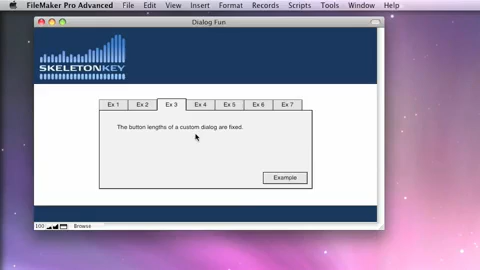 FileMaker Pro Advanced File Edit View Insert Format Records Scripts Tools Window Help
Dialog Fun
SKELETONKEY
Ex 1 Ex 2 Ex 3 Ex 4 Ex 5 Ex 6 Ex 7
The button lengths of a custom dialog are fixed.
Example
100 Browse